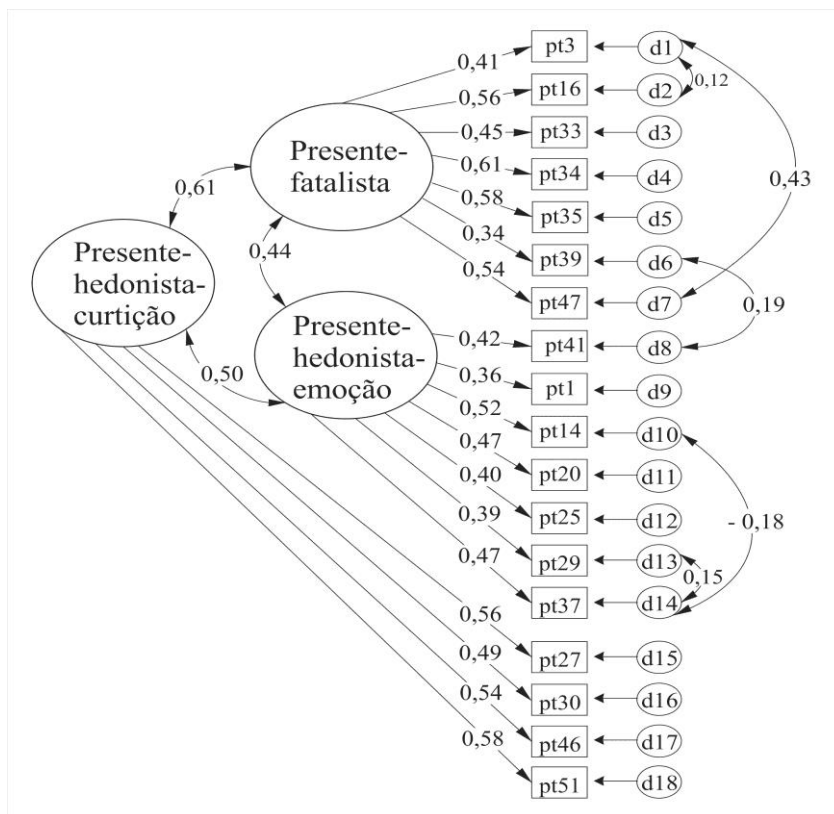 0,41
pt3
d1
0,56
pt16
d2
0,12
0,45
pt33
d3
Presente-
fatalista
0,61
pt34
d4
0,43
0,61
0,58
pt35
d5
0,34
pt39
d6
0,44
0,54
pt47
d7
0,19
Presente-
hedonista-
curtição
Presente-
hedonista-
emoção
0,42
pt41
d8
0,50
0,36
pt1
d9
0,52
pt14
d10
0,47
pt20
d11
0,40
pt25
d12
- 0,18
0,39
pt29
d13
0,15
0,47
pt37
d14
0,56
pt27
d15
0,49
pt30
d16
0,54
pt46
d17
0,58
pt51
d18